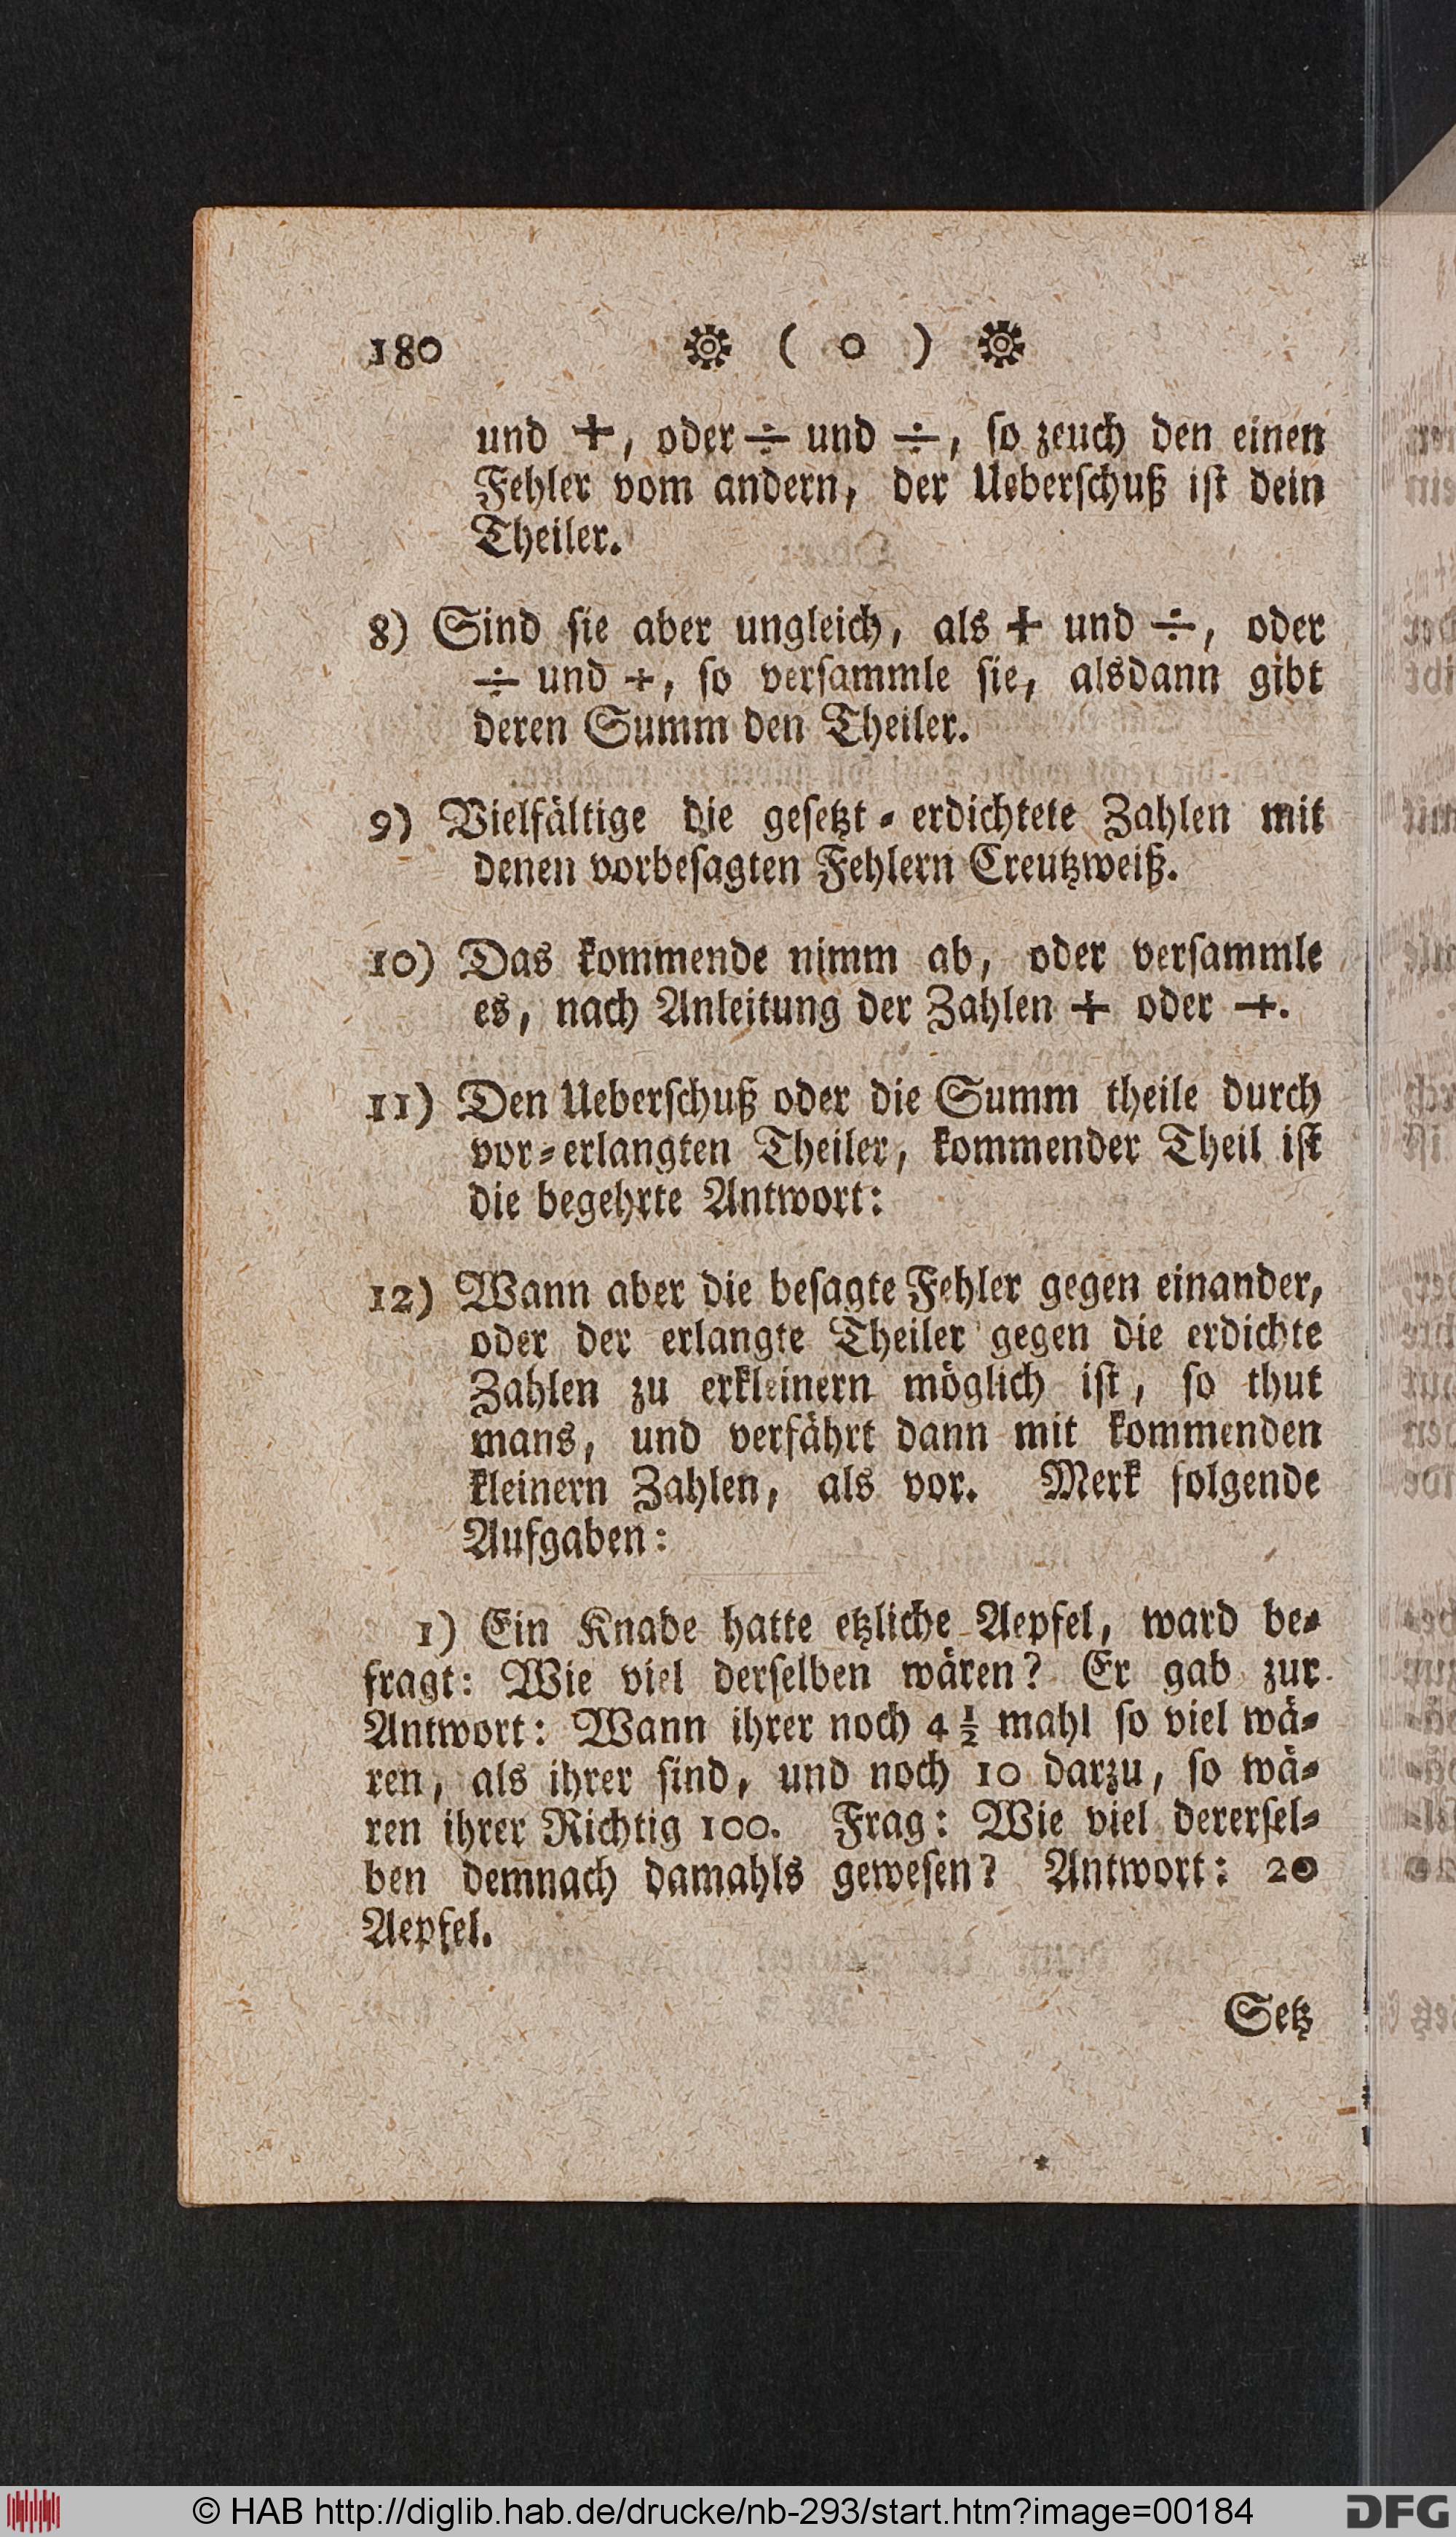 180 ( o )
und +, oder ÷ und ÷, so zeuch den einen
Fehler vom andern, der Ueberschuß ist dein
Theiler.
8) Sind sie aber ungleich, als + und ÷, oder
÷ und +, so versammle sie, alsdann gibt
deren Summ den Theiler.
9) Vielfältige die gesetzt-erdichtete Zahlen mit
denen vorbesagten Fehlern Creutzweiß.
10) Das kommende nimm ab, oder versammle
es, nach Anleitung der Zahlen + oder +.
11) Den Ueberschuß oder die Summ theile durch
vor-erlangten Theiler, kommender Theil ist
die begehrte Antwort:
12) Wann aber die besagte Fehler gegen einander,
oder der erlangte Theiler gegen die erdichte
Zahlen zu erkleinern möglich ist, so thut
mans, und verfährt dann mit kommenden
kleinern Zahlen, als vor. Merk folgende
Aufgaben:
1) Ein Knabe hatte etzliche Aepfel, ward be-
fragt: Wie viel derselben wären? Er gab zur
Antwort: Wann ihrer noch 4 ½ mahl so viel wä-
ren, als ihrer sind, und noch 10 darzu, so wä-
ren ihrer Richtig 100. Frag: Wie viel derersel-
ben demnach damahls gewesen? Antwort: 20
Aepfel.
Setz
© HAB http://diglib.hab.de/drucke/nb-293/start.htm?image=00184
DFG